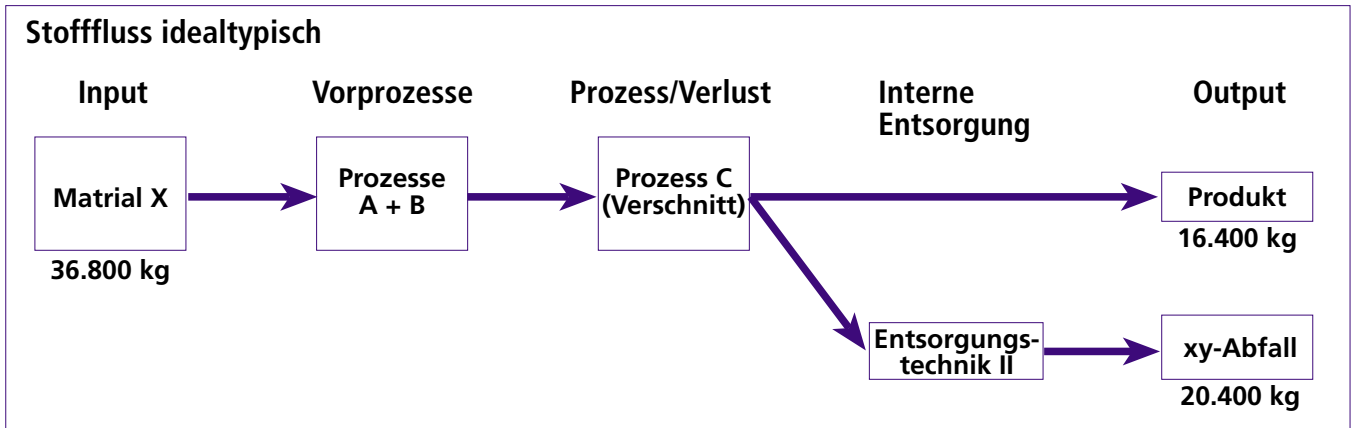 Stofffluss idealtypisch
Input
Vorprozesse
Prozess/Verlust
Interne
Entsorgung
Output
Matrial X
36.800 kg
Prozesse
A + B
Prozess C
(Verschnitt)
Produkt
16.400 kg
Entsorgungs-
technik II
xy-Abfall
20.400 kg